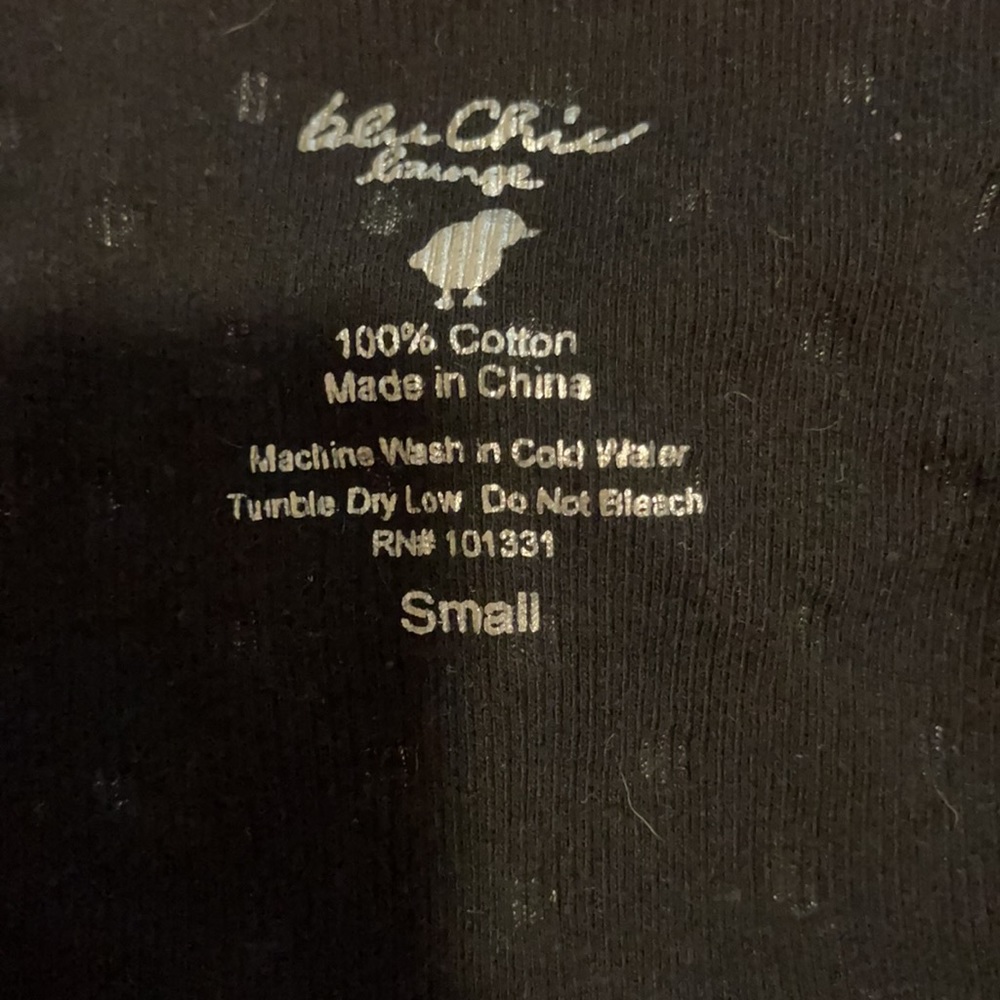 blu Chic
lounge
100% Cotton
Made in China
Machine Wash in Cold Water
Tumble Dry Low Do Not Bleach
RN# 101331
Small